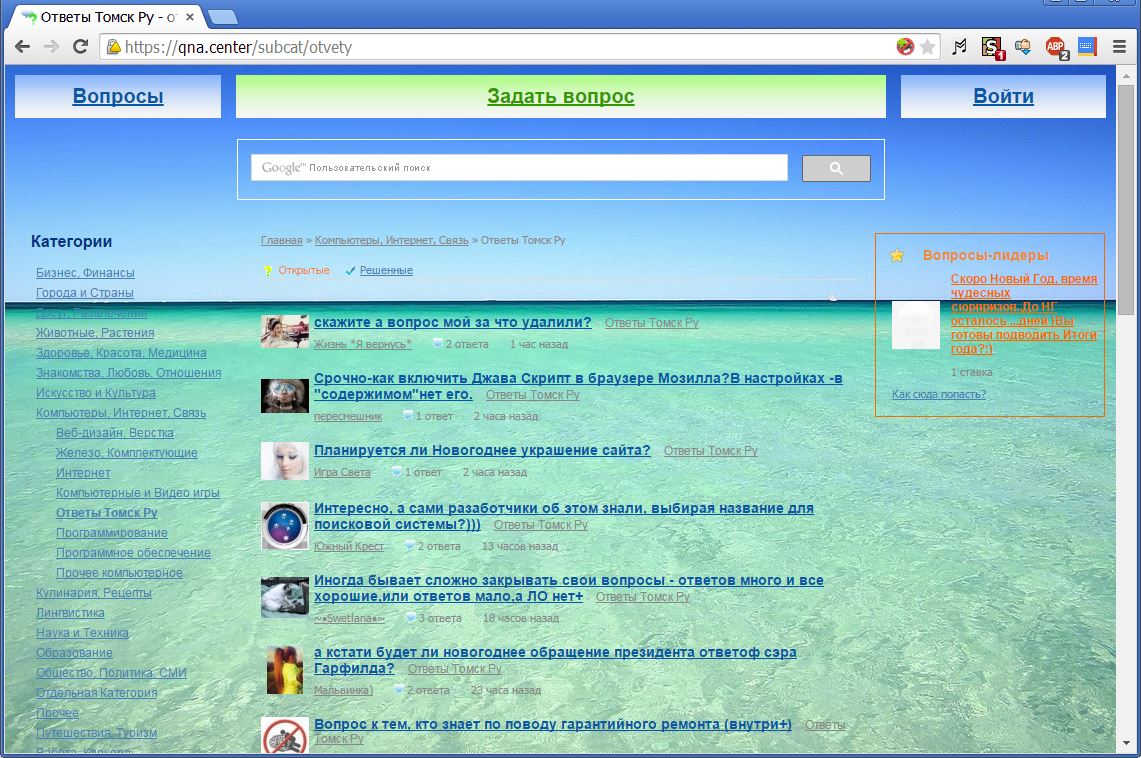 Ответы Томск Ру - о
https://qna.center/subcat/otvety
Вопросы
Задать вопрос
Войти
Google™ Пользовательский поиск
Категории
Бизнес, Финансы
Города и Страны
Досуг, Развлечения
Животные, Растения
Здоровье, Красота, Медицина
Знакомства, Любовь, Отношения
Искусство и Культура
Компьютеры, Интернет, Связь
Веб-дизайн, Верстка
Железо, Комплектующие
Интернет
Компьютерные и Видео игры
Ответы Томск Ру
Программирование
Программное обеспечение
Прочее компьютерное
Кулинария, Рецепты
Лингвистика
Наука и Техника
Образование
Общество, Политика, СМИ
Отдельная Категория
Прочее
Путешествия, Туризм
Работа, Карьера
Главная » Компьютеры, Интернет, Связь » Ответы Томск Ру
Открытые Решенные
скажите а вопрос мой за что удалили? Ответы Томск Ру
Жизнь *Я вернусь* 2 ответа 1 час назад
Срочно-как включить Джава Скрипт в браузере Мозилла?В настройках -в
"содержимом"нет его. Ответы Томск Ру
пересмешник 1 ответ 2 часа назад
Планируется ли Новогоднее украшение сайта? Ответы Томск Ру
Игра Света 1 ответ 2 часа назад
Интересно, а сами разаботчики об этом знали, выбирая название для
поисковой системы?))) Ответы Томск Ру
Южный Крест 2 ответа 13 часов назад
Иногда бывает сложно закрывать свои вопросы - ответов много и все
хорошие,или ответов мало,а ЛО нет+ Ответы Томск Ру
~•Swetlana•~ 3 ответа 18 часов назад
а кстати будет ли новогоднее обращение президента ответоф сэра
Гарфилда? Ответы Томск Ру
Мальвинка) 2 ответа 23 часа назад
Вопрос к тем, кто знает по поводу гарантийного ремонта (внутри+) Ответы
Томск Ру
Вопросы-лидеры
Скоро Новый Год, время
чудесных
сюрпризов..До НГ
осталось ...дней )Вы
готовы подводить Итоги
года?:)
1 ставка
Как сюда попасть?
ABP
2
S
1